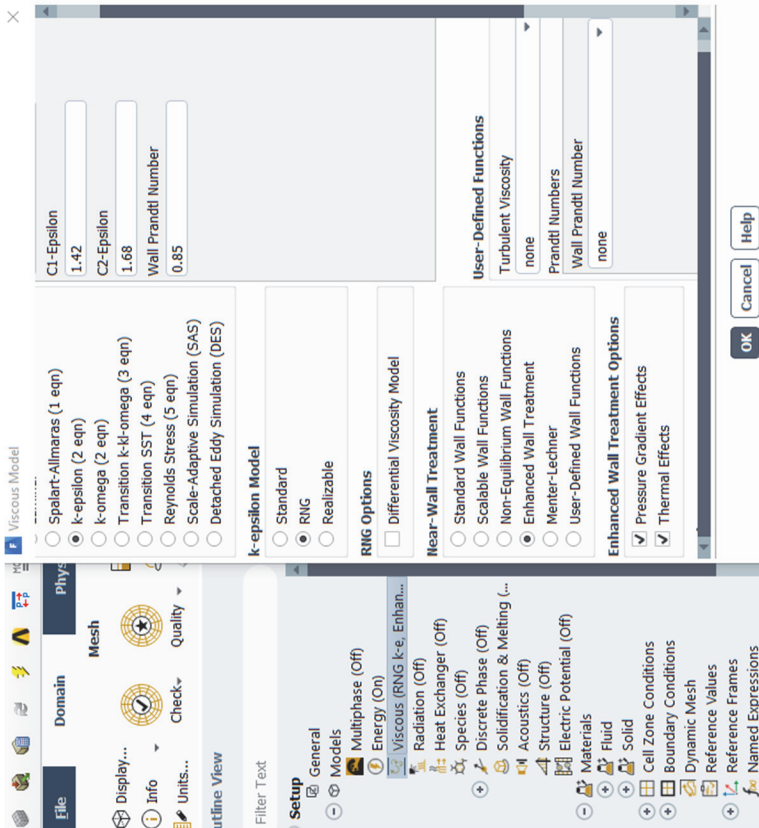 File
Domain
Phys
Mesh
Display...
Info
Units...
Check
Quality
utline View
Filter Text
Setup
General
Models
Multiphase (Off)
Energy (On)
Viscous (RNG k-e, Enhan...
Radiation (Off)
Heat Exchanger (Off)
Species (Off)
Discrete Phase (Off)
Solidification & Melting (...
Acoustics (Off)
Structure (Off)
Electric Potential (Off)
Materials
Fluid
Solid
Cell Zone Conditions
Boundary Conditions
Dynamic Mesh
Reference Values
Reference Frames
Named Expressions
Viscous Model
Spalart-Allmaras (1 eqn)
k-epsilon (2 eqn)
k-omega (2 eqn)
Transition k-kl-omega (3 eqn)
Transition SST (4 eqn)
Reynolds Stress (5 eqn)
Scale-Adaptive Simulation (SAS)
Detached Eddy Simulation (DES)
k-epsilon Model
Standard
RNG
Realizable
RNG Options
Differential Viscosity Model
Near-Wall Treatment
Standard Wall Functions
Scalable Wall Functions
Non-Equilibrium Wall Functions
Enhanced Wall Treatment
Menter-Lechner
User-Defined Wall Functions
Enhanced Wall Treatment Options
Pressure Gradient Effects
Thermal Effects
C1-Epsilon
1.42
C2-Epsilon
1.68
Wall Prandtl Number
0.85
User-Defined Functions
Turbulent Viscosity
none
Prandtl Numbers
Wall Prandtl Number
none
OK
Cancel
Help